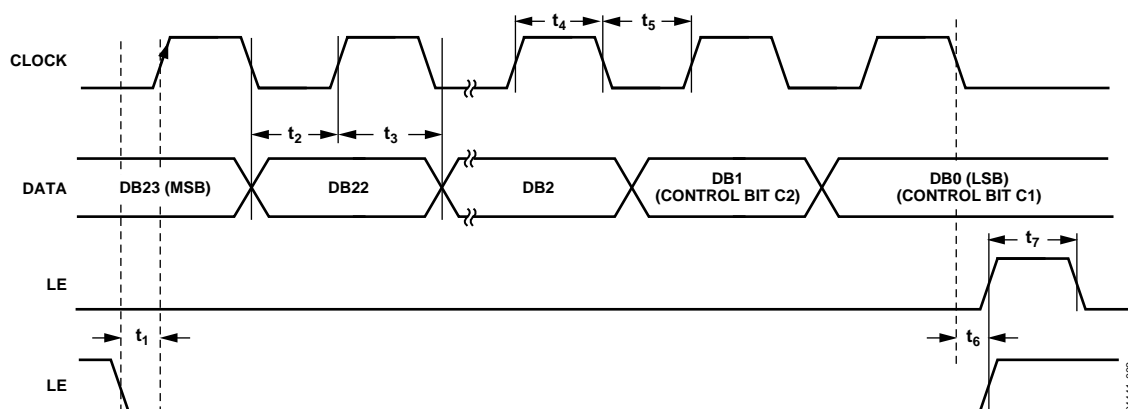 CLOCK
t4
t5
t2
t3
DATA
DB23 (MSB)
DB22
DB2
DB1
(CONTROL BIT C2)
DB0 (LSB)
(CONTROL BIT C1)
t7
LE
t1
t6
LE